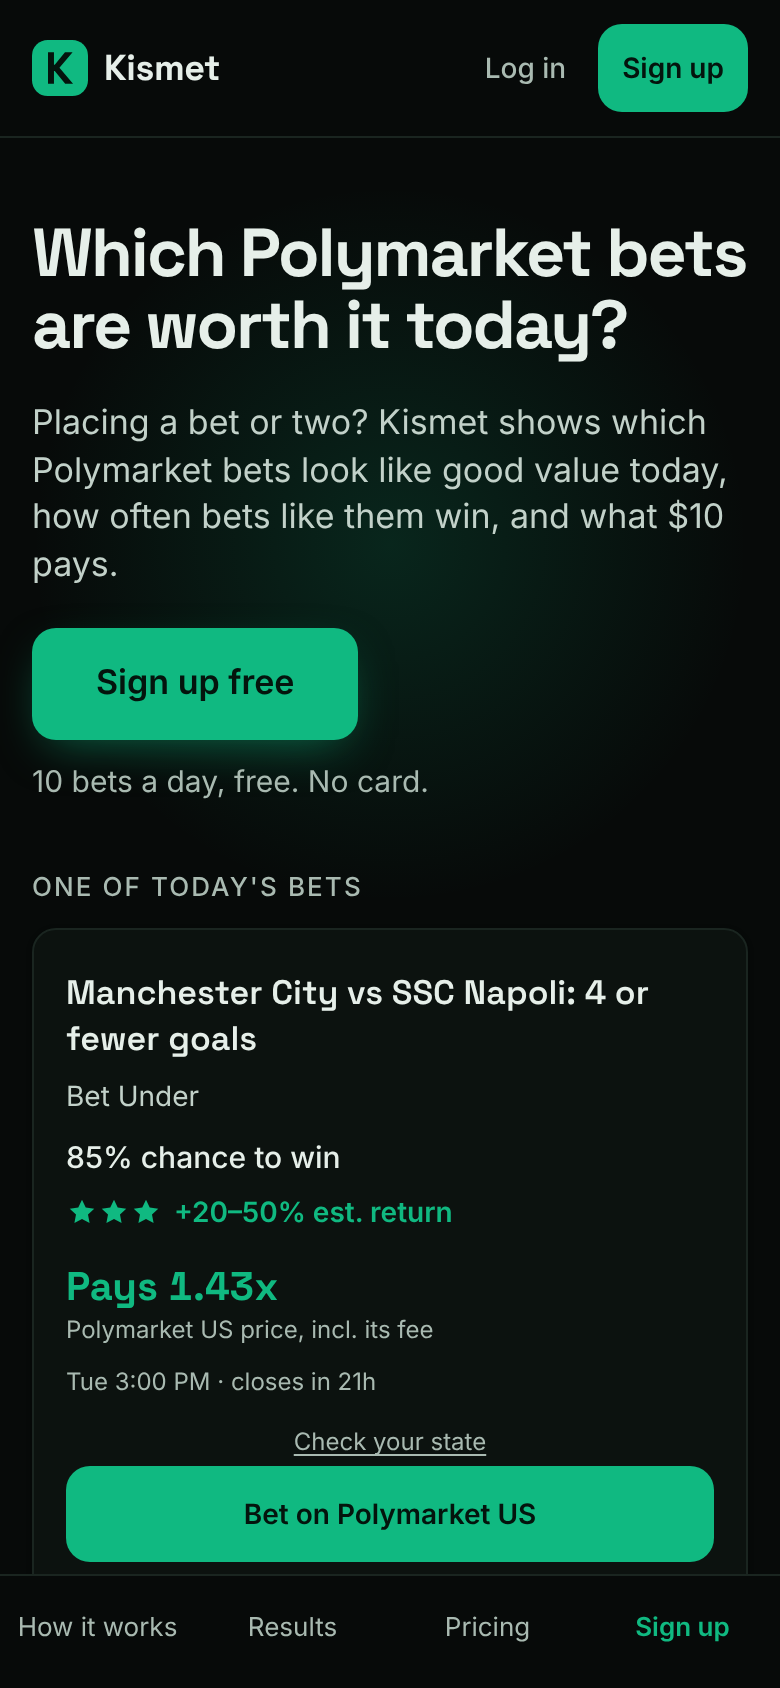 K Kismet
Log in
Sign up
Which Polymarket bets
are worth it today?
Placing a bet or two? Kismet shows which
Polymarket bets look like good value today,
how often bets like them win, and what $10
pays.
Sign up free
10 bets a day, free. No card.
ONE OF TODAY'S BETS
Manchester City vs SSC Napoli: 4 or
fewer goals
Bet Under
85% chance to win
★★★ +20–50% est. return
Pays 1.43x
Polymarket US price, incl. its fee
Tue 3:00 PM · closes in 21h
Check your state
Bet on Polymarket US
How it works
Results
Pricing
Sign up